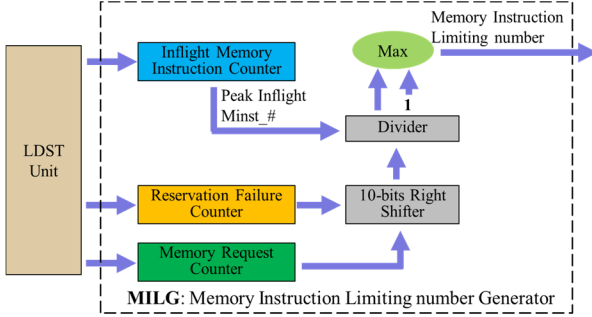 Memory Instruction
Limiting number
Inflight Memory
Instruction Counter
Max
Peak Inflight
Minst_#
1
Divider
LDST
Unit
Reservation Failure
Counter
10-bits Right
Shifter
Memory Request
Counter
MILG: Memory Instruction Limiting number Generator